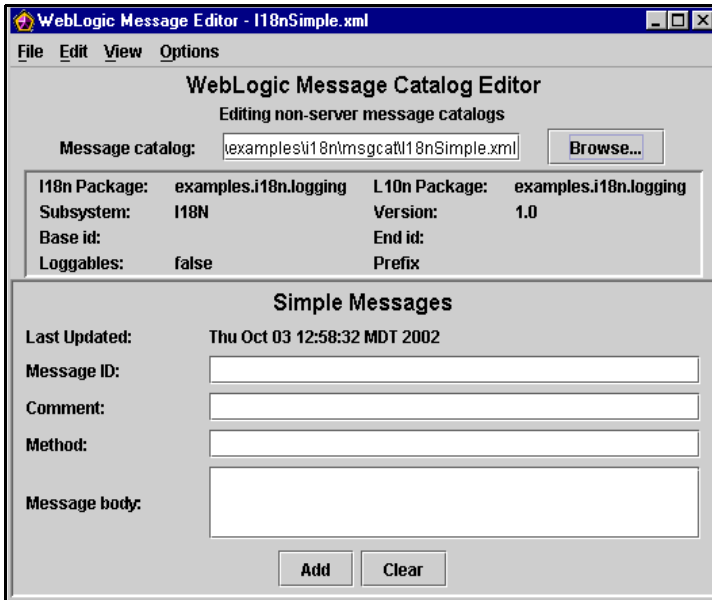 WebLogic Message Editor - I18nSimple.xml
File Edit View Options
WebLogic Message Catalog Editor
Editing non-server message catalogs
Message catalog: \examples\i18n\msgcat\I18nSimple.xml Browse...
I18n Package: examples.i18n.logging L10n Package: examples.i18n.logging
Subsystem: I18N Version: 1.0
Base id: End id:
Loggables: false Prefix
Simple Messages
Last Updated: Thu Oct 03 12:58:32 MDT 2002
Message ID:
Comment:
Method:
Message body:
Add Clear